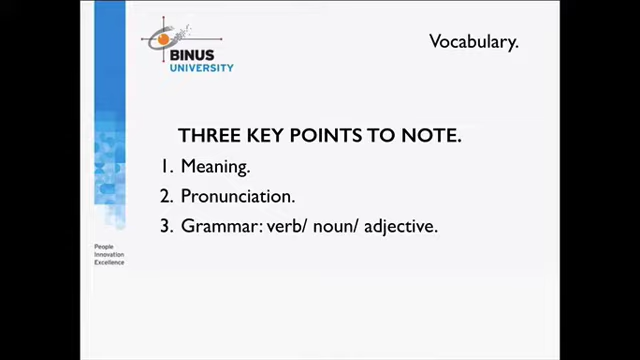 Vocabulary.
BINUS
UNIVERSITY
THREE KEY POINTS TO NOTE.
1. Meaning.
2. Pronunciation.
3. Grammar: verb/ noun/ adjective.
People
Innovation
Excellence